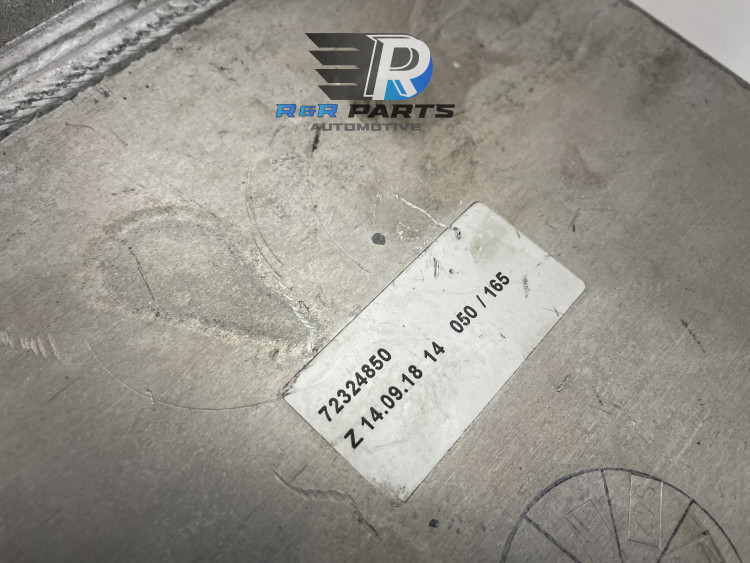 R&R PARTS
AUTOMOTIVE
72324850
Z 14.09.18 14 050 / 165